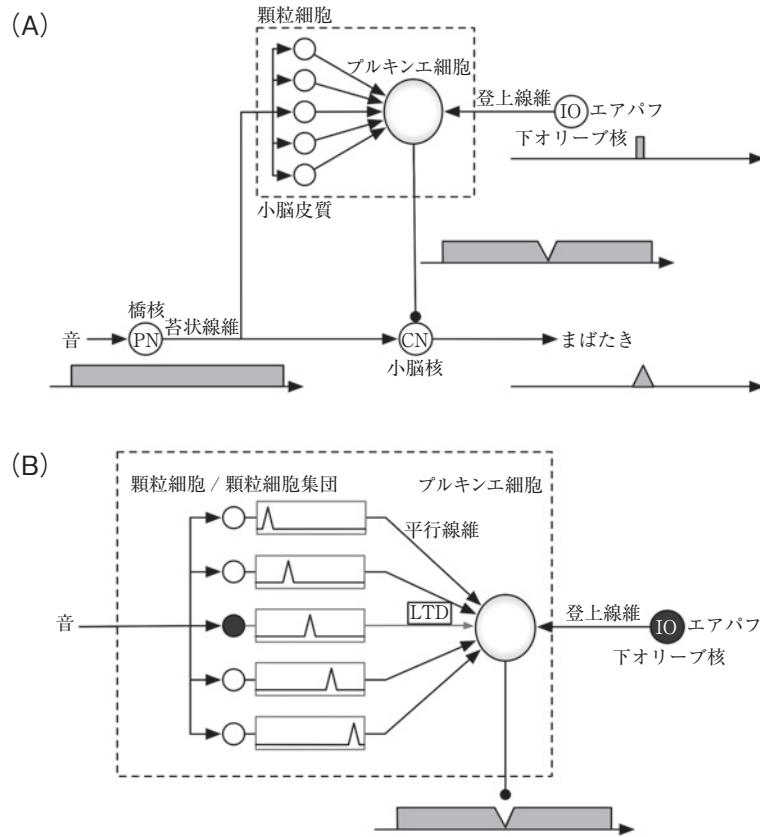 (A)
顆粒細胞
プルキンエ細胞
登上線維
IO
エアパフ
下オリーブ核
小脳皮質
橋核
音
PN
苔状線維
CN
まばたき
小脳核
(B)
顆粒細胞 / 顆粒細胞集団
プルキンエ細胞
平行線維
LTD
登上線維
音
IO
エアパフ
下オリーブ核